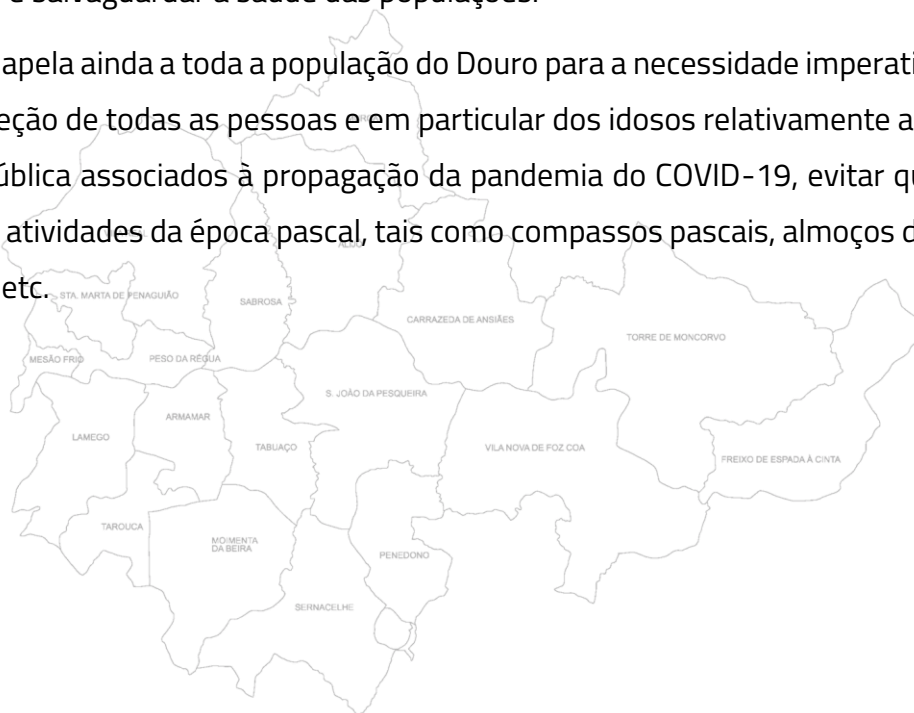 e salvaguardar a saúde das populações.
apela ainda a toda a população do Douro para a necessidade
eção de todas as pessoas e em particular dos idosos relativamente a
ública associados à propagação da pandemia do COVID-19, evitar
atividades da época pascal, tais como compassos pascais, almoços
etc.
STA. MARTA DE PENAGUIÃO
SABROSA
CARRAZEDA DE ANSIÃES
TORRE DE MONCORVO
MESÃO FRIO
PESO DA RÉGUA
S. JOÃO DA PESQUEIRA
ARMAMAR
LAMEGO
TABUAÇO
VILA NOVA DE FOZ COA
FREIXO DE ESPADA À CINTA
TAROUCA
MOIMENTA
DA BEIRA
PENEDONO
SERNACELHE